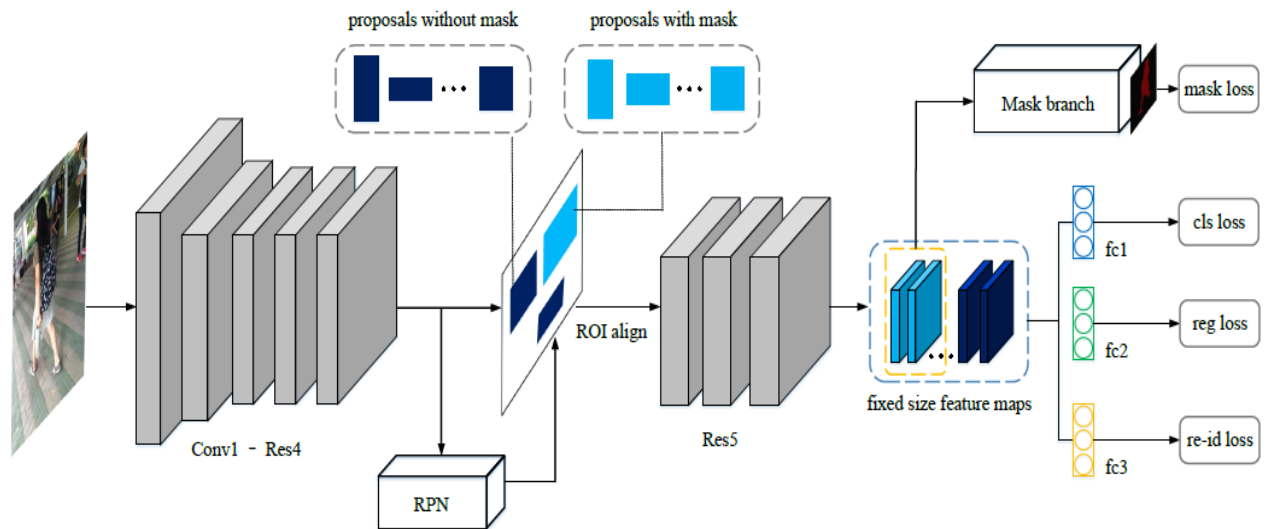 proposals without mask
proposals with mask
Mask branch
mask loss
fc1
cls loss
ROI align
fc2
reg loss
fixed size feature maps
Conv1 - Res4
Res5
fc3
re-id loss
RPN